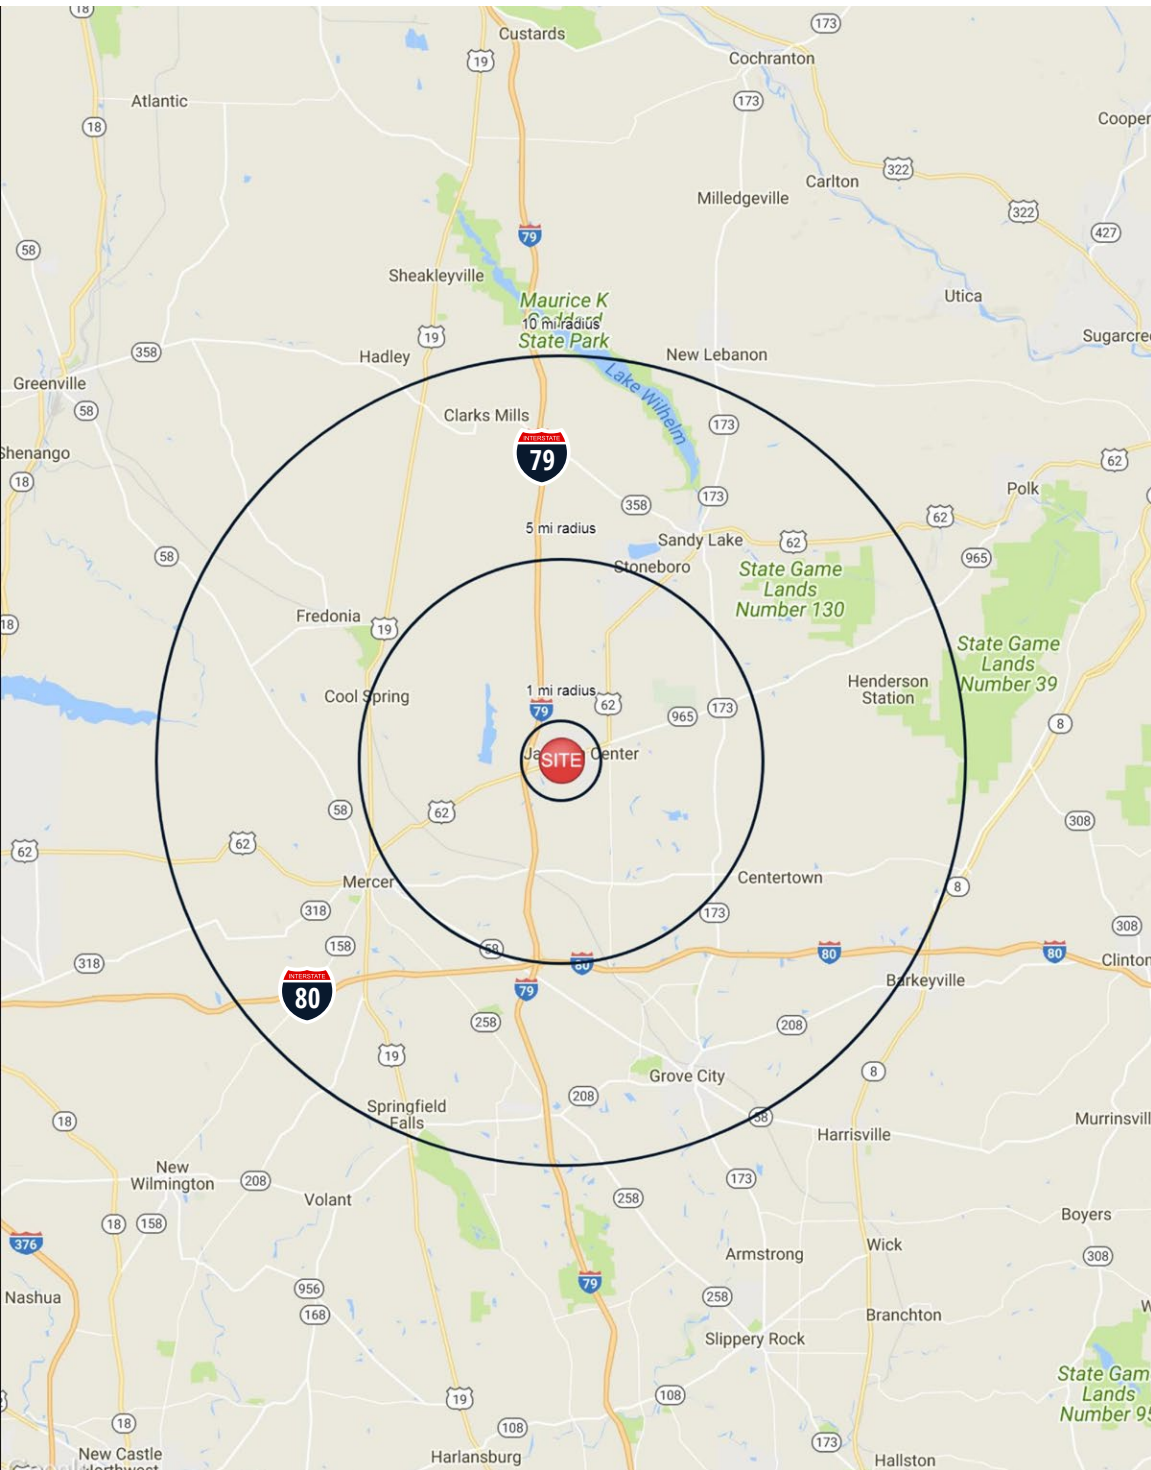 18
173
Custards
19
Cochranton
Atlantic
173
18
Cooper
322
Carlton
Milledgeville
322
427
79
58
Sheakleyville
Utica
Maurice K
Goddard
State Park
10 mi radius
19
Sugarcre
358
Hadley
New Lebanon
Greenville
Lake Wilhelm
58
Clarks Mills
173
INTERSTATE
79
Shenango
62
18
Polk
173
358
62
5 mi radius
Sandy Lake
62
58
965
Stoneboro
State Game
Lands
Number 130
Fredonia
18
19
State Game
Lands
Number 39
Henderson
Station
1 mi radius
Cool Spring
62
79
173
965
8
Center
SITE
58
62
308
62
62
Mercer
Centertown
8
318
173
308
158
58
80
80
318
80
Clinton
Barkeyville
INTERSTATE
80
79
258
208
19
8
Grove City
208
Springfield
Falls
58
18
Murrinsvill
Harrisville
New
Wilmington
208
173
Volant
258
18
158
Boyers
376
Wick
Armstrong
308
79
956
Nashua
258
168
Branchton
Slippery Rock
State Gam
Lands
Number 95
108
19
18
108
173
New Castle
Northwest
Harlansburg
Hallston